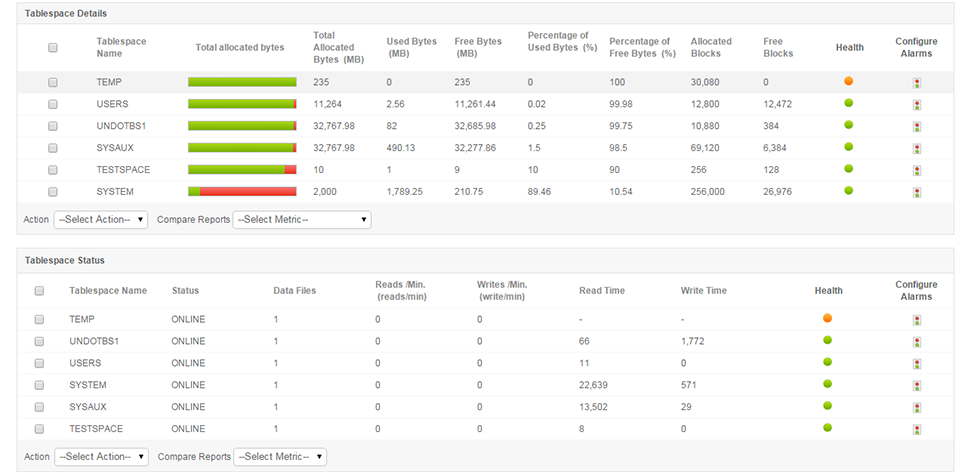 Tablespace Details
Tablespace Name Total allocated bytes Total Allocated Bytes (MB) Used Bytes (MB) Free Bytes (MB) Percentage of Used Bytes (%) Percentage of Free Bytes (%) Allocated Blocks Free Blocks Health Configure Alarms
TEMP 235 0 235 0 100 30,080 0
USERS 11,264 2.56 11,261.44 0.02 99.98 12,800 12,472
UNDOTBS1 32,767.98 82 32,685.98 0.25 99.75 10,880 384
SYSAUX 32,767.98 490.13 32,277.86 1.5 98.5 69,120 6,384
TESTSPACE 10 1 9 10 90 256 128
SYSTEM 2,000 1,789.25 210.75 89.46 10.54 256,000 26,976
Action --Select Action-- Compare Reports --Select Metric--
Tablespace Status
Tablespace Name Status Data Files Reads /Min. (reads/min) Writes /Min. (write/min) Read Time Write Time Health Configure Alarms
TEMP ONLINE 1 0 0 - -
UNDOTBS1 ONLINE 1 0 0 66 1,772
USERS ONLINE 1 0 0 11 0
SYSTEM ONLINE 1 0 0 22,639 571
SYSAUX ONLINE 1 0 0 13,502 29
TESTSPACE ONLINE 1 0 0 8 0
Action --Select Action-- Compare Reports --Select Metric--